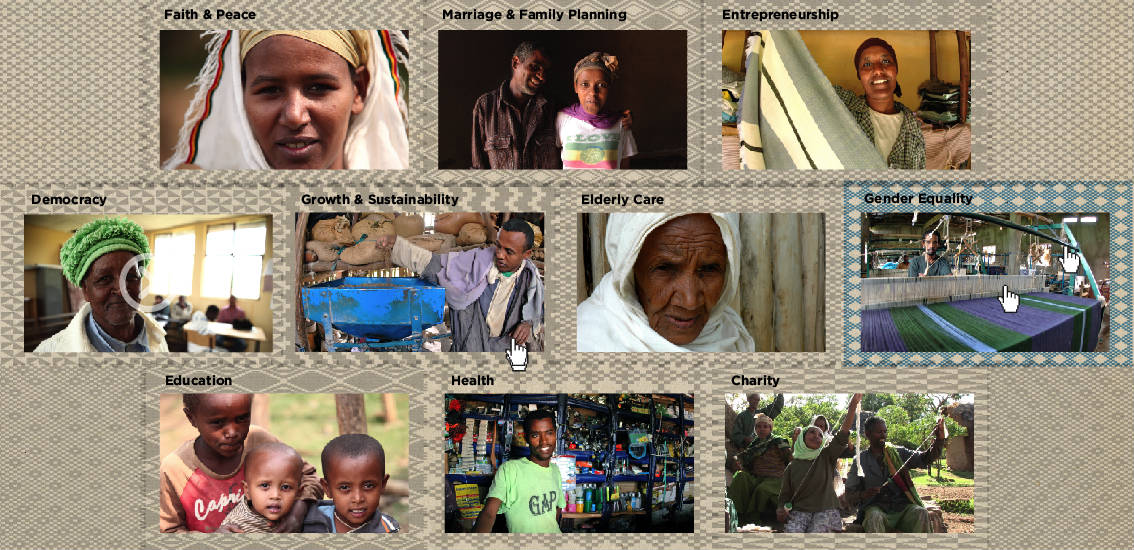 Faith & Peace
Marriage & Family Planning
Entrepreneurship
LOVE
Democracy
Growth & Sustainability
Elderly Care
Gender Equality
Education
Health
Charity
Capri
GAP